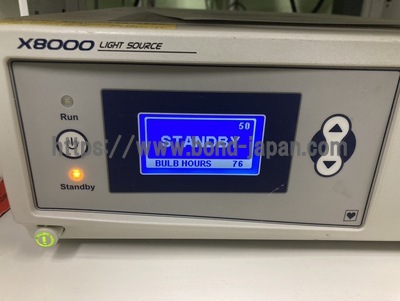 X8000 LIGHT SOURCE
Run
50
STANDBY
BULB HOURS 76
Standby
https://www.bond-japan.com/